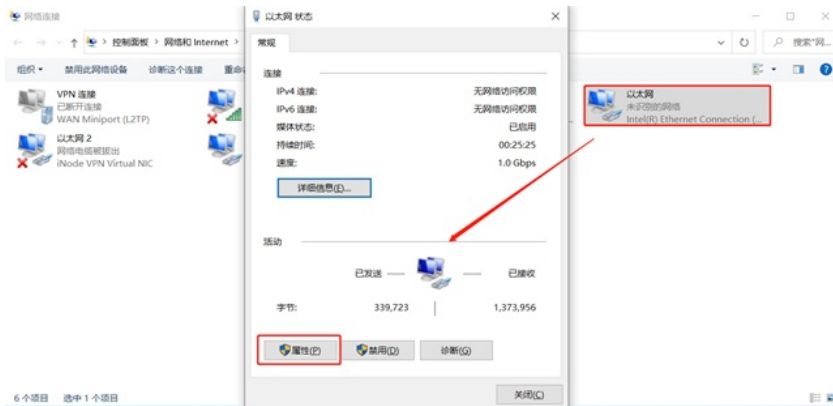 网络连接
控制面板 > 网络和 Internet >
搜索"网...
组织
禁用此网络设备
诊断这个连接
VPN 连接
已断开连接
WAN Miniport (L2TP)
以太网 2
网络电缆被拔出
iNode VPN Virtual NIC
以太网 状态
常规
连接
IPv4 连接: 无网络访问权限
IPv6 连接: 无网络访问权限
媒体状态: 已启用
持续时间: 00:25:25
速度: 1.0 Gbps
详细信息(E)...
活动
已发送 —— —— 已接收
字节: 339,723 1,373,956
属性(P)
禁用(D)
诊断(G)
关闭(C)
以太网
未识别的网络
Intel(R) Ethernet Connection (...
6 个项目 选中 1 个项目